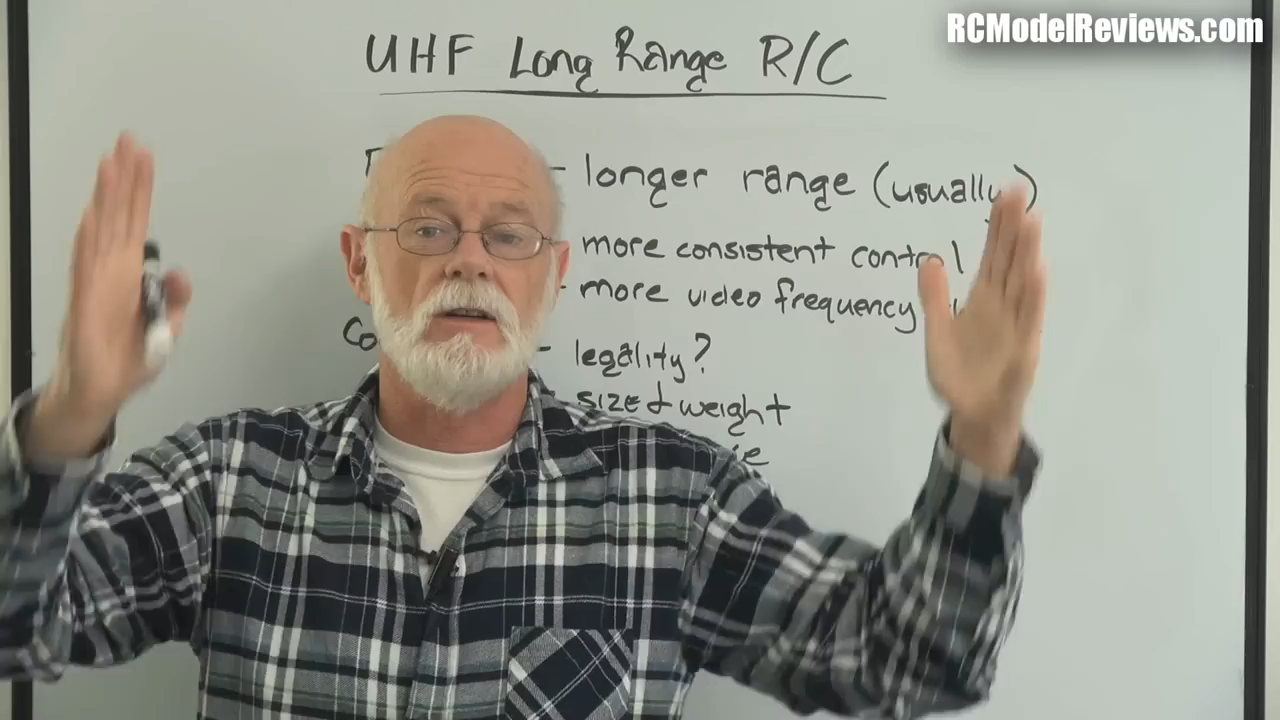 RCModelReviews.com
UHF Long Range R/C
- longer range (usually)
more consistent control
- more video frequency
- legality?
size & weight